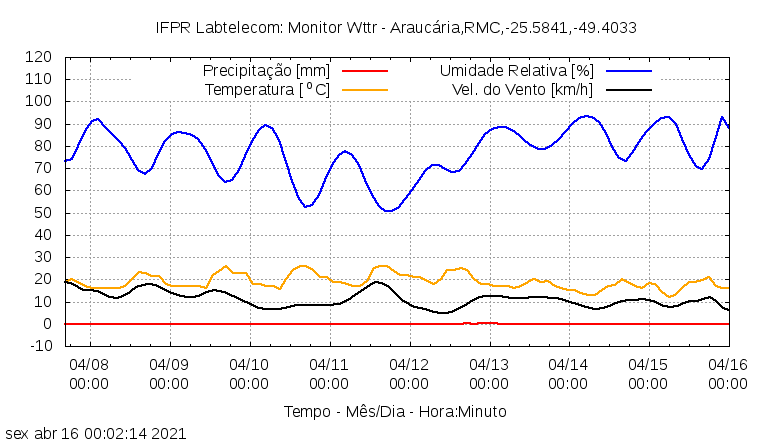 IFPR Labtelecom: Monitor Wttr - Araucária,RMC,-25.5841,-49.4033
120
110
100
90
80
70
60
50
40
30
20
10
0
-10
Precipitação [mm]
Temperatura [⁰C]
Umidade Relativa [%]
Vel. do Vento [km/h]
04/08 04/09 04/10 04/11 04/12 04/13 04/14 04/15 04/16
00:00 00:00 00:00 00:00 00:00 00:00 00:00 00:00 00:00
Tempo - Mês/Dia - Hora:Minuto
sex abr 16 00:02:14 2021